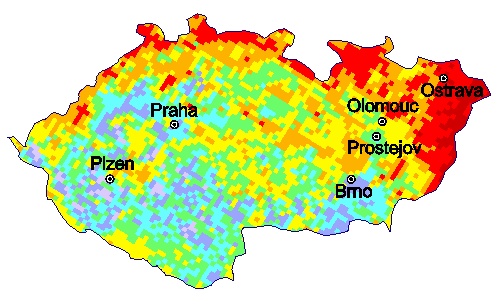 Ostrava
Olomouc
Praha
Prostejov
Plzen
Brno